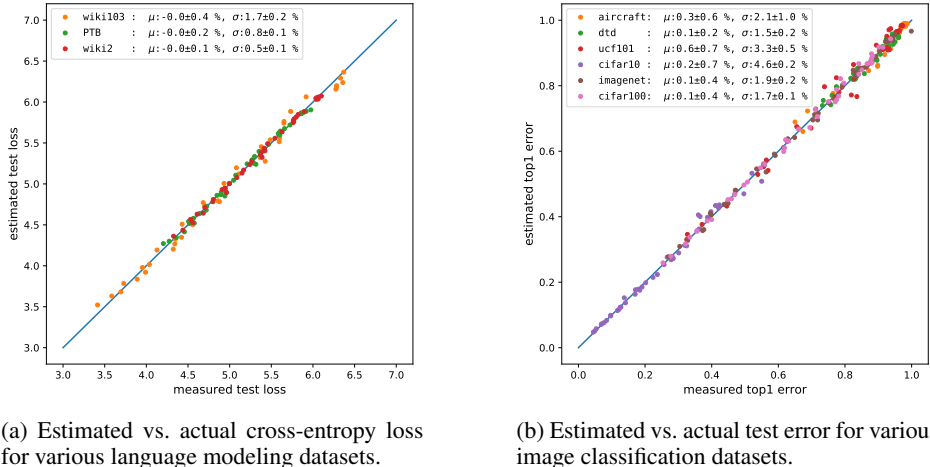 wiki103 : μ:-0.0±0.4 %, σ:1.7±0.2 %
PTB : μ:-0.0±0.2 %, σ:0.8±0.1 %
wiki2 : μ:-0.0±0.1 %, σ:0.5±0.1 %
7.0
6.5
6.0
5.5
5.0
4.5
4.0
3.5
3.0
estimated test loss
3.0 3.5 4.0 4.5 5.0 5.5 6.0 6.5 7.0
measured test loss
(a) Estimated vs. actual cross-entropy loss
for various language modeling datasets.
aircraft: μ:0.3±0.6 %, σ:2.1±1.0 %
dtd : μ:0.1±0.2 %, σ:1.5±0.2 %
ucf101 : μ:0.6±0.7 %, σ:3.3±0.5 %
cifar10 : μ:0.2±0.7 %, σ:4.6±0.2 %
imagenet : μ:0.1±0.4 %, σ:1.9±0.2 %
cifar100: μ:0.1±0.4 %, σ:1.7±0.1 %
1.0
0.8
0.6
0.4
0.2
0.0
estimated top1 error
0.0 0.2 0.4 0.6 0.8 1.0
measured top1 error
(b) Estimated vs. actual test error for variou
image classification datasets.